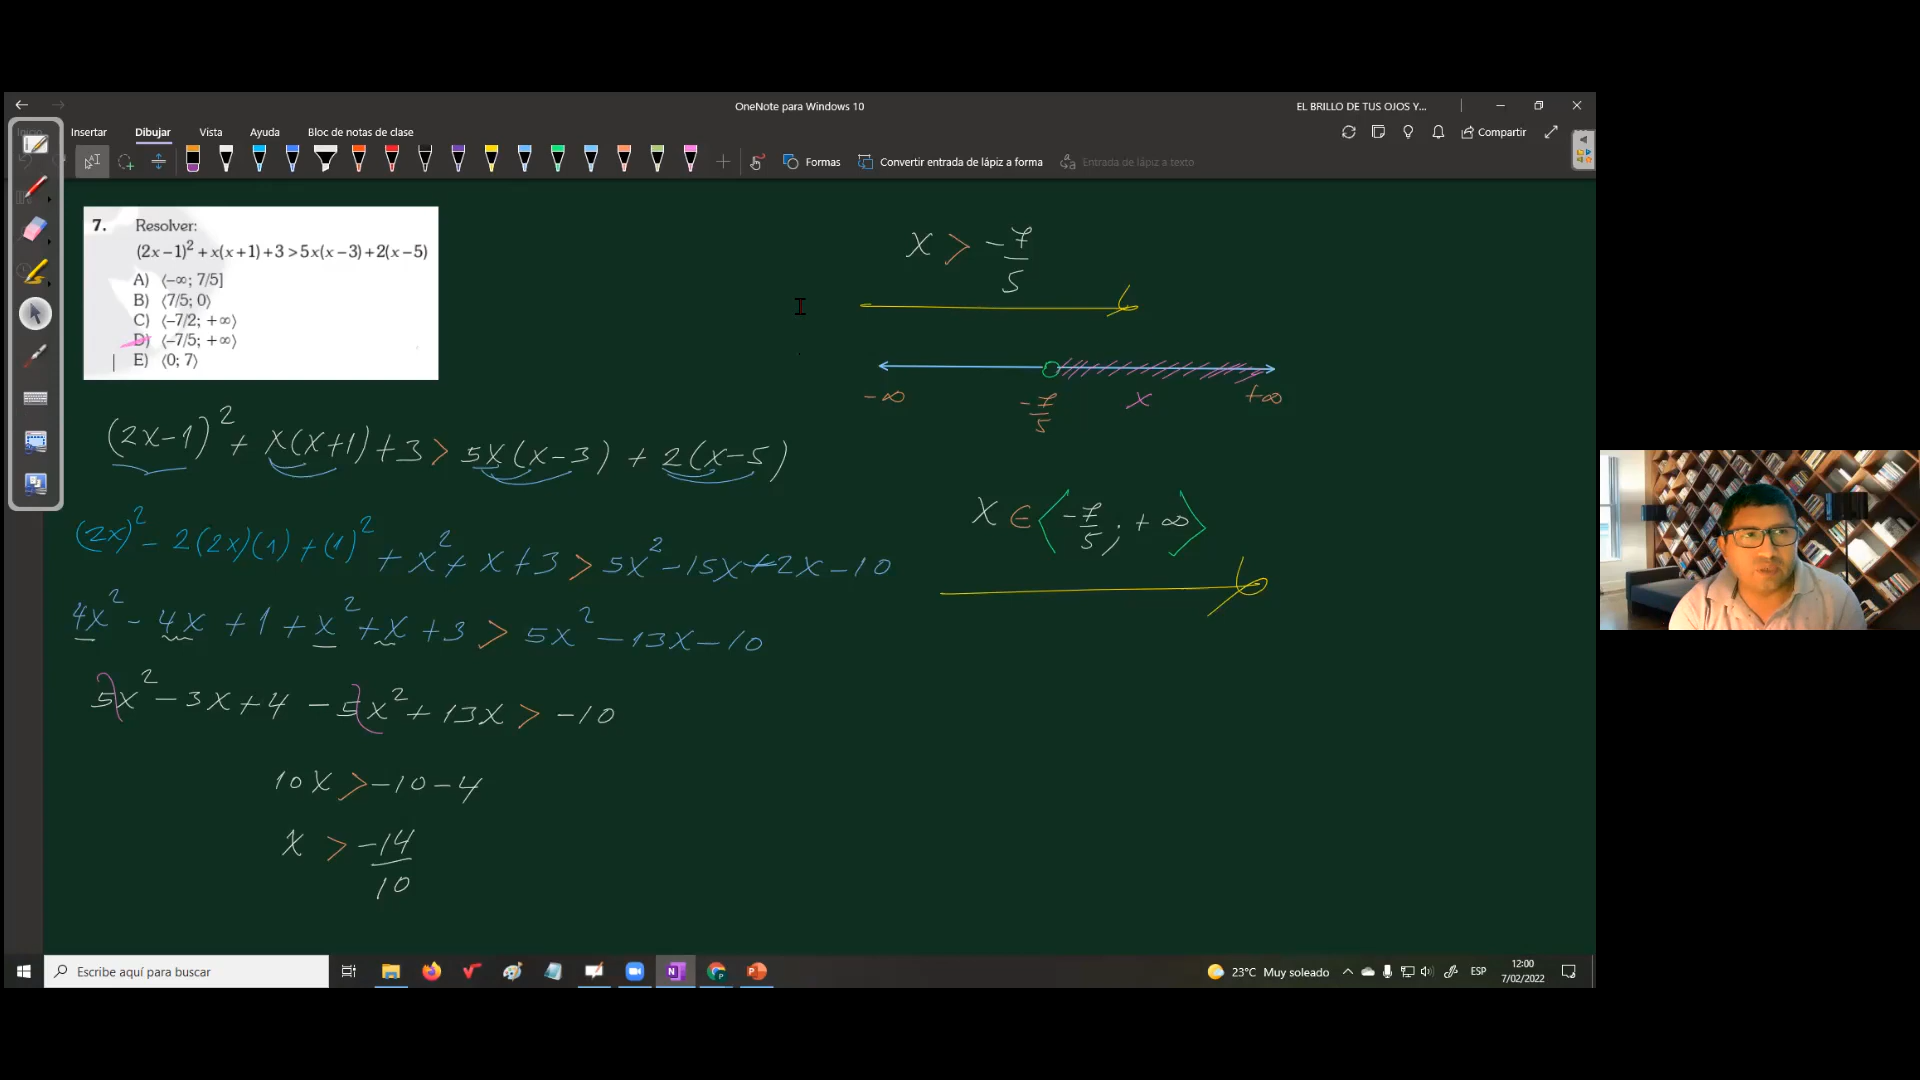 OneNote para Windows 10
EL BRILLO DE TUS OJOS Y...
Insertar Dibujar Vista Ayuda Bloc de notas de clase
Compartir
Formas Convertir entrada de lápiz a forma Entrada de lápiz a texto
7. Resolver:
(2x−1)² + x(x+1)+3 > 5x(x−3)+2(x−5)
A) ⟨−∞; 7/5]
B) ⟨7/5; 0⟩
C) ⟨−7/2; +∞⟩
D) ⟨−7/5; +∞⟩
E) ⟨0; 7⟩
(2x−1)² + x(x+1)+3 > 5x(x−3) + 2(x−5)
(2x)² − 2(2x)(1) + (1)² + x² + x + 3 > 5x² − 15x + 2x − 10
4x² − 4x + 1 + x² + x + 3 > 5x² − 13x − 10
5x² − 3x + 4 − 5x² + 13x > −10
10x > −10 − 4
x > −14/10
x > −7/5
−∞ −7/5 x +∞
x ∈ ⟨−7/5; +∞⟩
Escribe aquí para buscar
23°C Muy soleado
ESP
12:00
7/02/2022